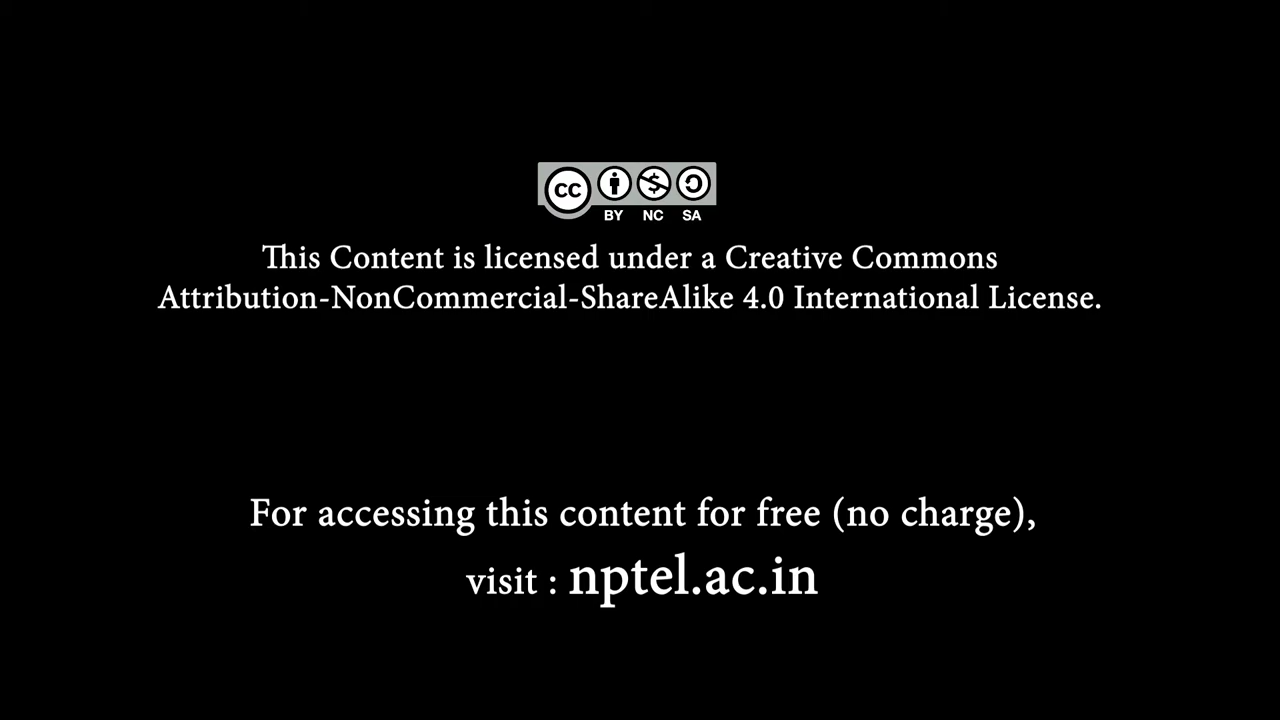 CC BY NC SA
This Content is licensed under a Creative Commons
Attribution-NonCommercial-ShareAlike 4.0 International License.
For accessing this content for free (no charge),
visit : nptel.ac.in